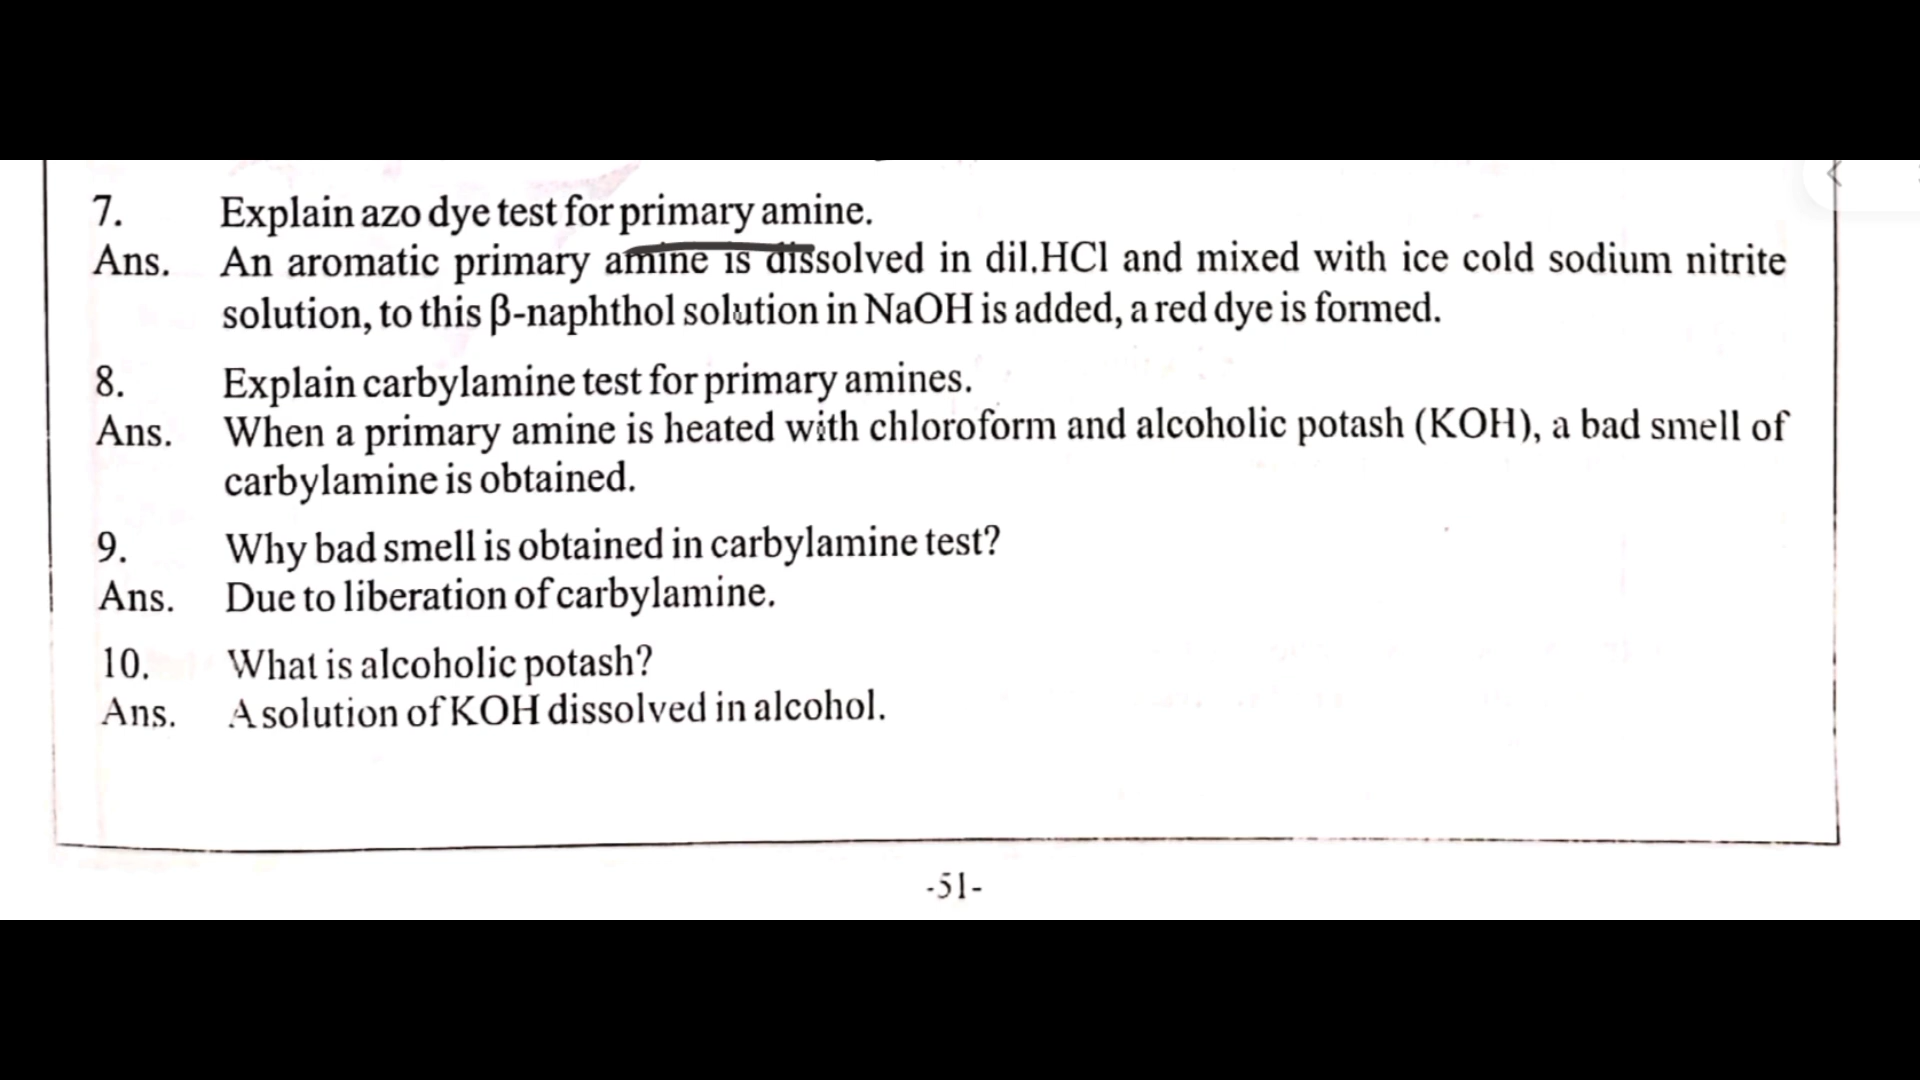 7. Explain azo dye test for primary amine.
Ans. An aromatic primary amine is dissolved in dil.HCl and mixed with ice cold sodium nitrite
solution, to this β-naphthol solution in NaOH is added, a red dye is formed.
8. Explain carbylamine test for primary amines.
Ans. When a primary amine is heated with chloroform and alcoholic potash (KOH), a bad smell of
carbylamine is obtained.
9. Why bad smell is obtained in carbylamine test?
Ans. Due to liberation of carbylamine.
10. What is alcoholic potash?
Ans. A solution of KOH dissolved in alcohol.
-51-